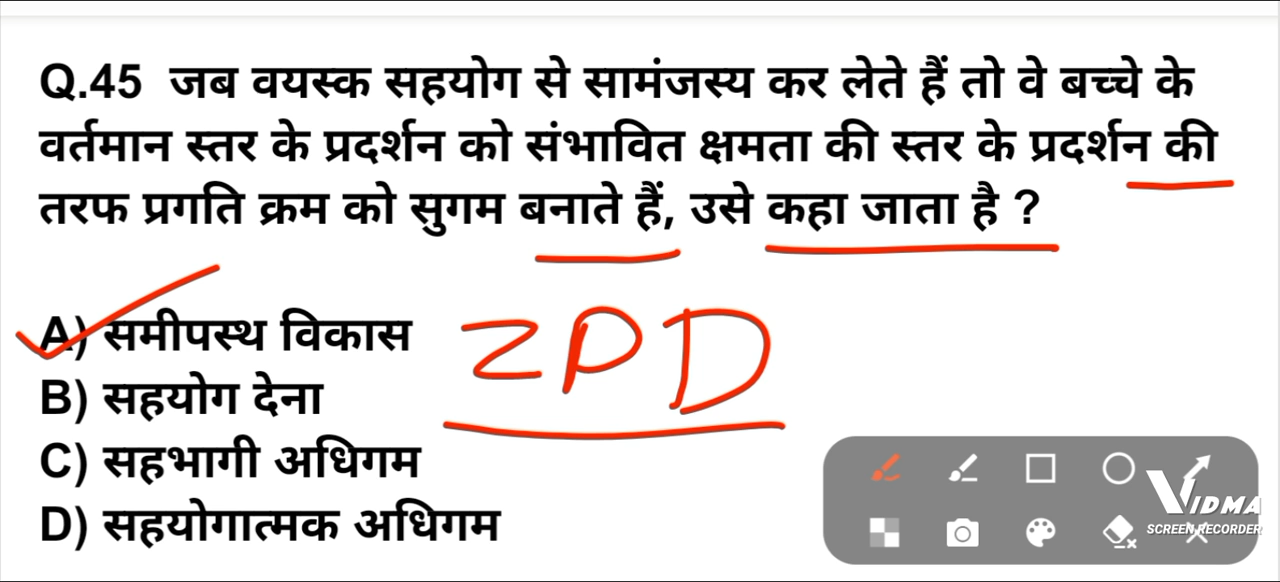 Q.45 जब वयस्क सहयोग से सामंजस्य कर लेते हैं तो वे बच्चे के
वर्तमान स्तर के प्रदर्शन को संभावित क्षमता की स्तर के प्रदर्शन की
तरफ प्रगति क्रम को सुगम बनाते हैं, उसे कहा जाता है ?
A) समीपस्थ विकास
ZPD
B) सहयोग देना
C) सहभागी अधिगम
D) सहयोगात्मक अधिगम
VIDMA
SCREEN RECORDER